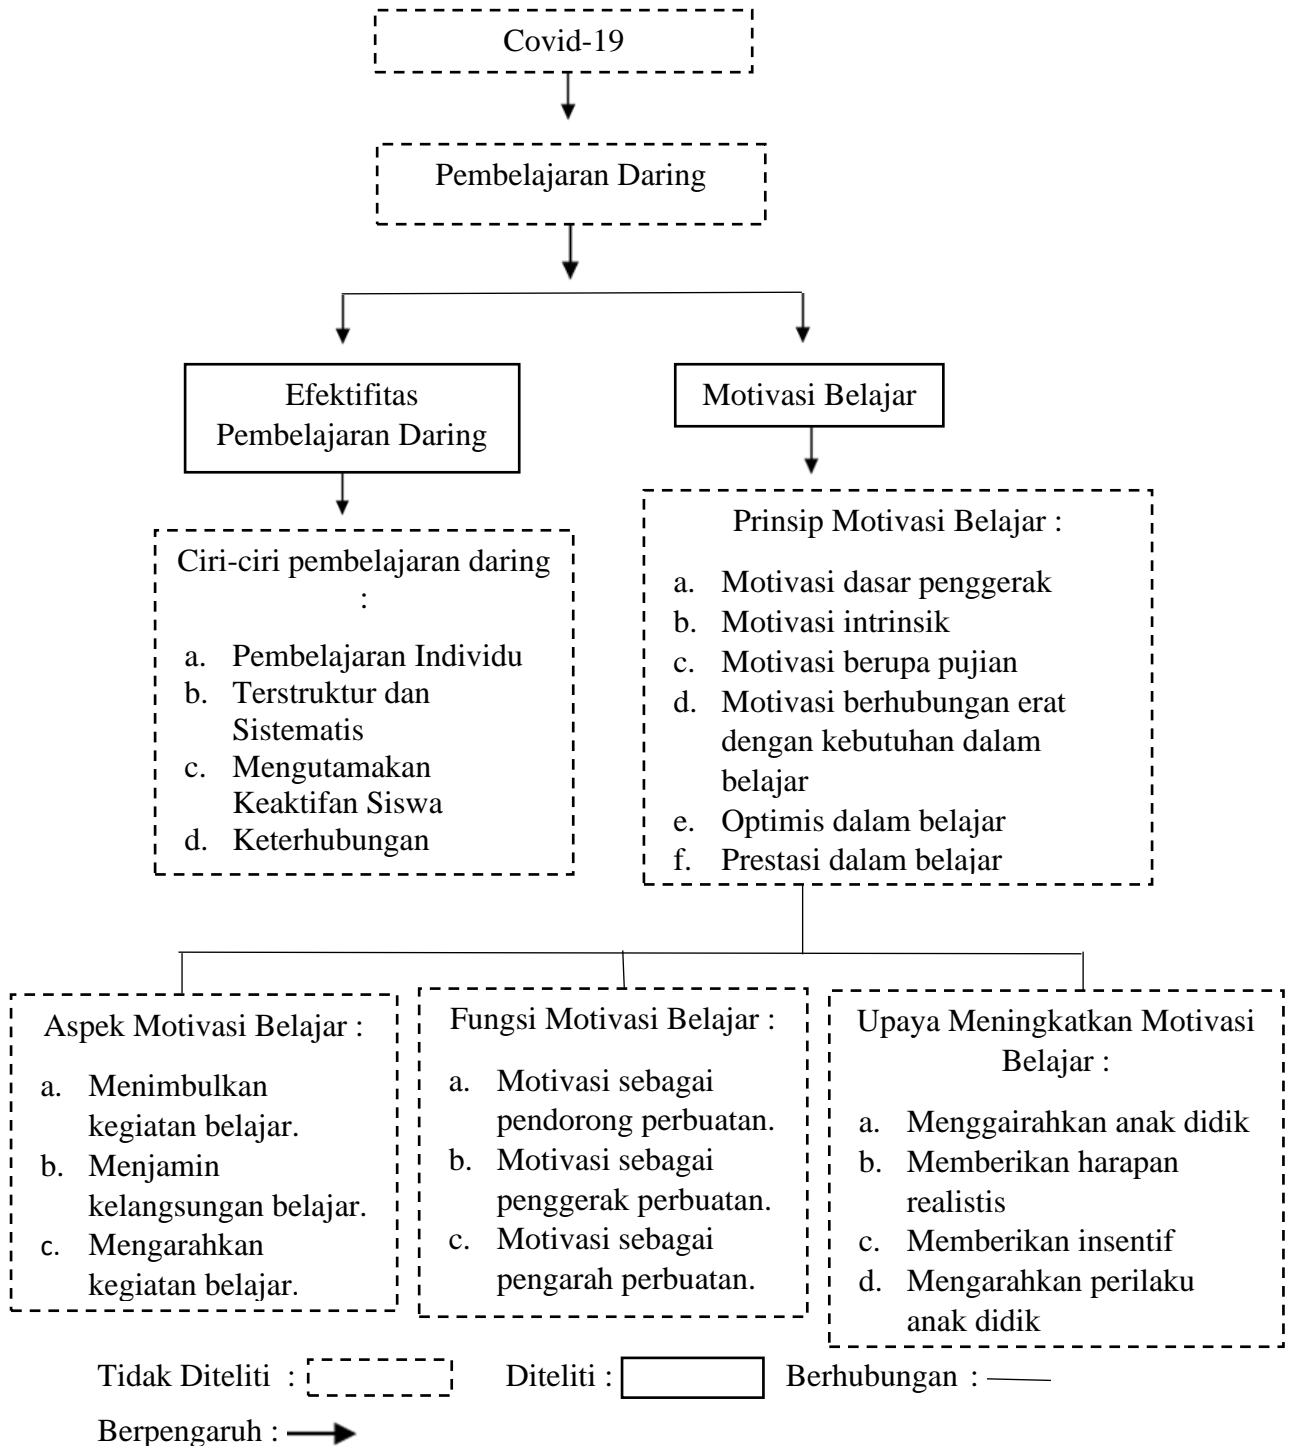 Covid-19
Pembelajaran Daring
Efektifitas
Pembelajaran Daring
Motivasi Belajar
Ciri-ciri pembelajaran daring
:
a. Pembelajaran Individu
b. Terstruktur dan
Sistematis
c. Mengutamakan
Keaktifan Siswa
d. Keterhubungan
Prinsip Motivasi Belajar :
a. Motivasi dasar penggerak
b. Motivasi intrinsik
c. Motivasi berupa pujian
d. Motivasi berhubungan erat
dengan kebutuhan dalam
belajar
e. Optimis dalam belajar
f. Prestasi dalam belajar
Aspek Motivasi Belajar :
a. Menimbulkan
kegiatan belajar.
b. Menjamin
kelangsungan belajar.
c. Mengarahkan
kegiatan belajar.
Fungsi Motivasi Belajar :
a. Motivasi sebagai
pendorong perbuatan.
b. Motivasi sebagai
penggerak perbuatan.
c. Motivasi sebagai
pengarah perbuatan.
Upaya Meningkatkan Motivasi
Belajar :
a. Menggairahkan anak didik
b. Memberikan harapan
realistis
c. Memberikan insentif
d. Mengarahkan perilaku
anak didik
Tidak Diteliti : Diteliti : Berhubungan :
Berpengaruh :